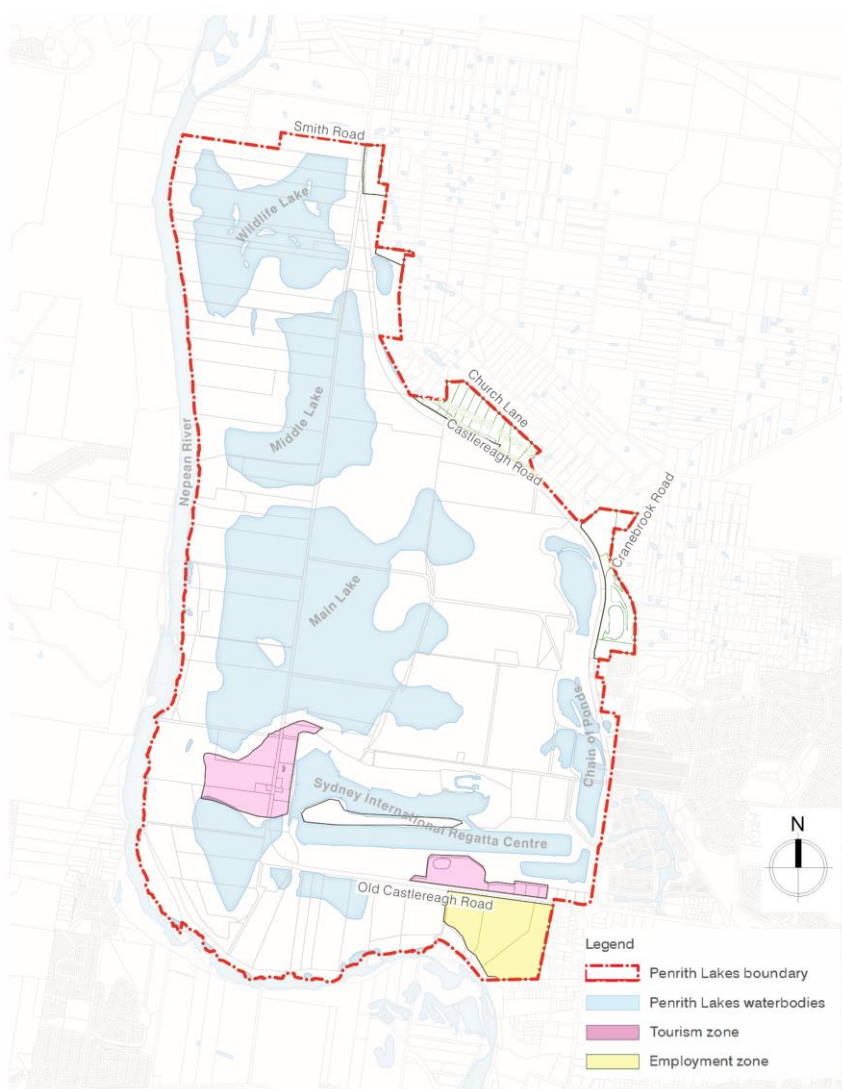 Smith Road
Wildlife Lake
Church Lane
Middle Lake
Castlereagh Road
Nepean River
Cranebrook Road
Main Lake
Chain of Ponds
Sydney International Regatta Centre
N
Old Castlereagh Road
Legend
Penrith Lakes boundary
Penrith Lakes waterbodies
Tourism zone
Employment zone